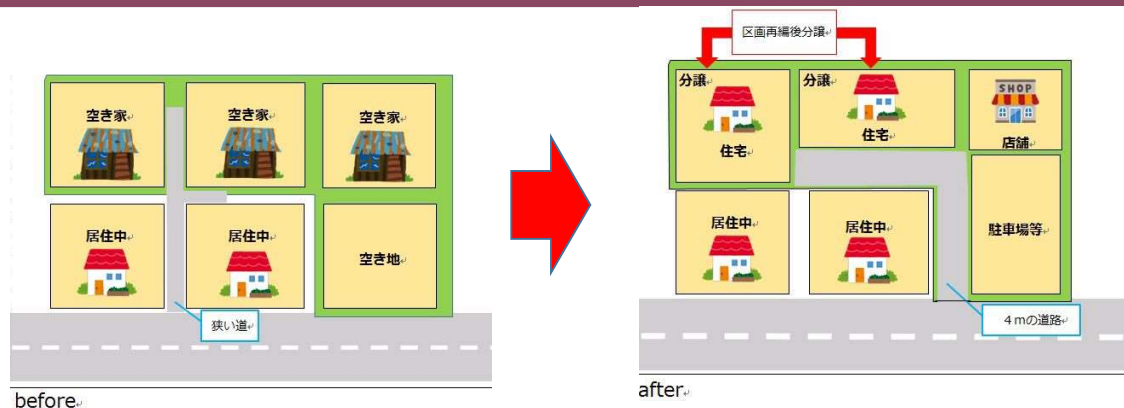 空き家
空き家
空き家
居住中
居住中
空き地
狭い道
before
区画再編後分譲
分譲
住宅
分譲
住宅
SHOP
店舗
居住中
居住中
駐車場等
４ｍの道路
after